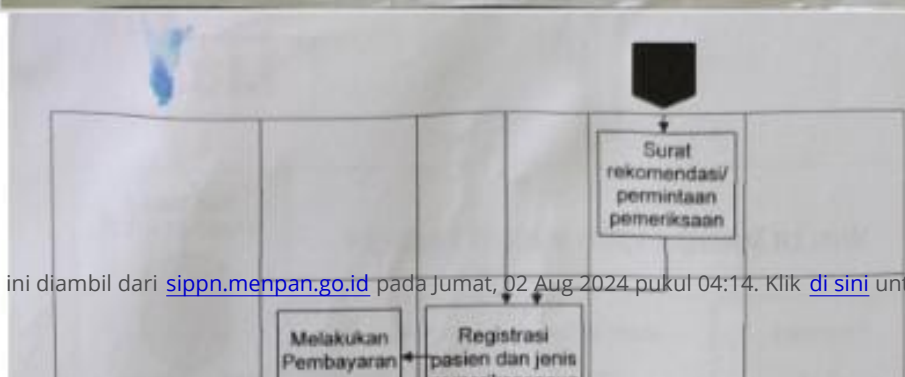 Surat
rekomendasi/
permintaan
pemeriksaan
ini diambil dari sippn.menpan.go.id pada Jumat, 02 Aug 2024 pukul 04:14. Klik di sini
Melakukan
Pembayaran
Registrasi
pasien dan jenis